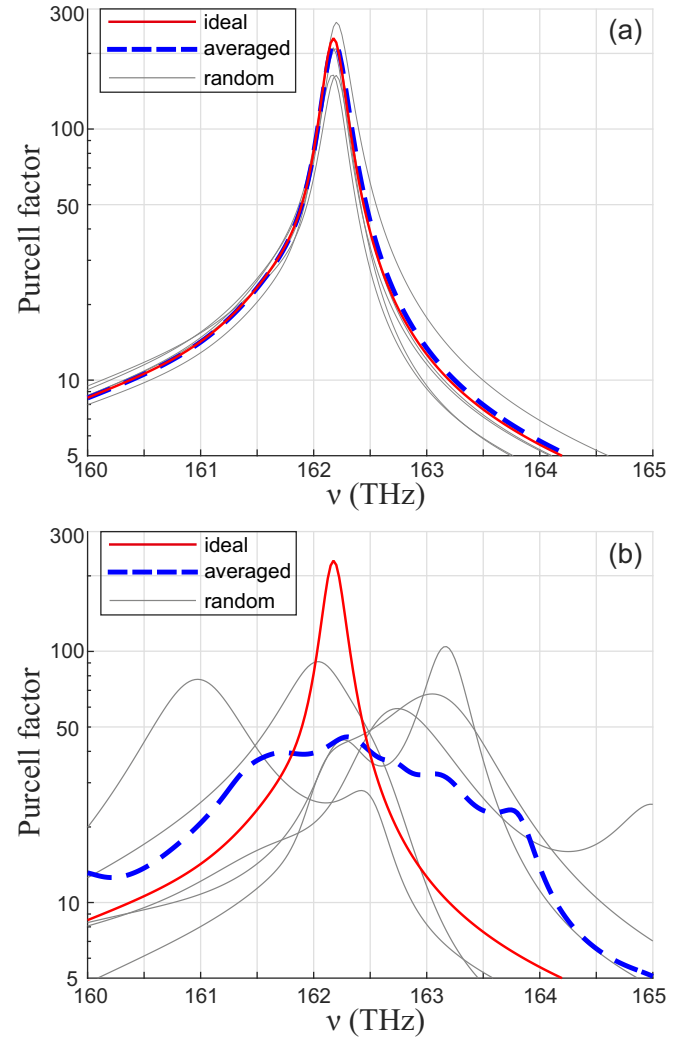 300
ideal
(a)
averaged
random
100
50
10
5
Purcell factor
160 161 162 163 164 165
ν (THz)
300
ideal
(b)
averaged
random
100
50
10
5
Purcell factor
160 161 162 163 164 165
ν (THz)